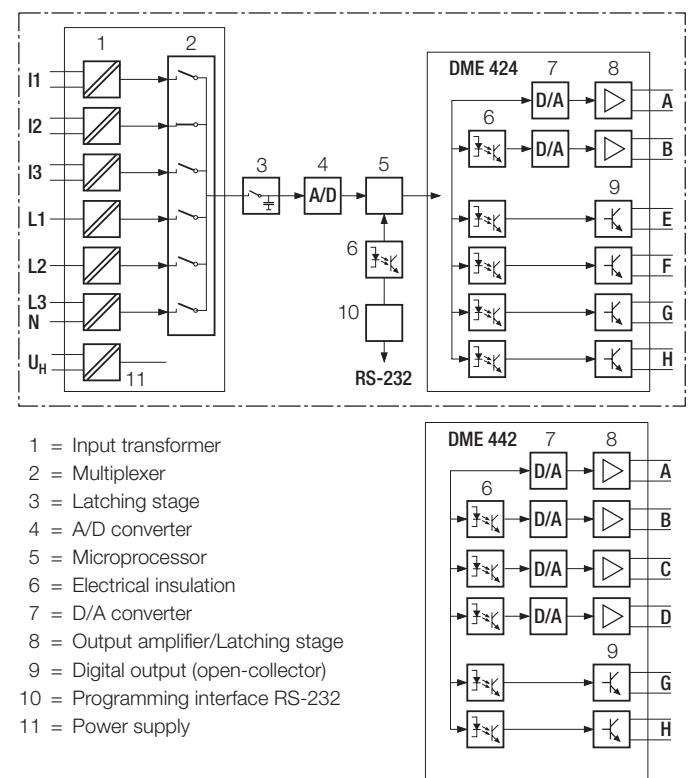 1 2
I1
I2
I3
L1
L2
L3
N
UH
11
3 4 5
A/D
6
10
RS-232
DME 424 7 8
D/A A
6
D/A B
9
E
F
G
H
1 = Input transformer
2 = Multiplexer
3 = Latching stage
4 = A/D converter
5 = Microprocessor
6 = Electrical insulation
7 = D/A converter
8 = Output amplifier/Latching stage
9 = Digital output (open-collector)
10 = Programming interface RS-232
11 = Power supply
DME 442 7 8
D/A A
6
D/A B
D/A C
D/A D
9
G
H